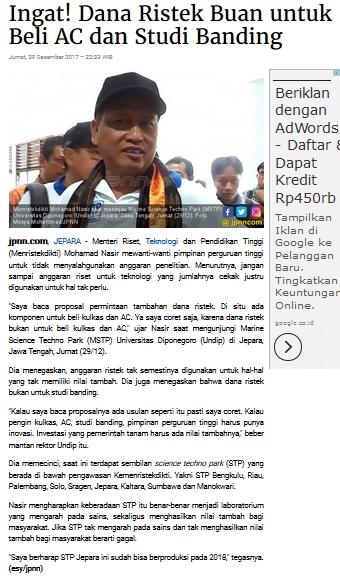 Ingat! Dana Ristek Buan untuk
Beli AC dan Studi Banding
Jumat, 29 Desember 2017 – 22:33 WIB
Menristekdikti Mohamad Nasir saat meninjau Marine Science Techno Park (MSTP)
Universitas Diponegoro (Undip) di Jepara, Jawa Tengah, Jumat (29/12). Foto:
Mesya Mohammad/JPNN
jpnn.com
jpnn.com, JEPARA - Menteri Riset, Teknologi dan Pendidikan Tinggi
(Menristekdikti) Mohamad Nasir mewanti-wanti pimpinan perguruan tinggi
untuk tidak menyalahgunakan anggaran penelitian. Menurutnya, jangan
sampai anggaran riset untuk teknologi yang jumlahnya cekak justru
digunakan untuk hal tak perlu.
"Saya baca proposal permintaan tambahan dana ristek. Di situ ada
komponen untuk beli kulkas dan AC. Ya saya coret saja, karena dana ristek
bukan untuk beli kulkas dan AC," ujar Nasir saat mengunjungi Marine
Science Techno Park (MSTP) Universitas Diponegoro (Undip) di Jepara,
Jawa Tengah, Jumat (29/12).
Dia menegaskan, anggaran ristek tak semestinya digunakan untuk hal-hal
yang tak memiliki nilai tambah. Dia juga menegaskan bahwa dana ristek
bukan untuk studi banding.
"Kalau saya baca proposalnya ada usulan seperti itu pasti saya coret. Kalau
pengin kulkas, AC, studi banding, pimpinan perguruan tinggi harus punya
inovasi. Investasi yang pemerintah tanam harus ada nilai tambahnya," beber
mantan rektor Undip itu.
Dia memecinci, saat ini terdapat sembilan science techno park (STP) yang
berada di bawah pengawasan Kemenristekdikti. Yakni STP Bengkulu, Riau,
Palembang, Solo, Sragen, Jepara, Kaltara, Sumbawa dan Manokwari.
Nasir mengharapkan keberadaan STP itu benar-benar menjadi laboratorium
yang mengarah pada sains, sekaligus menghasilkan nilai tambah bagi
masyarakat. Jika STP tak mengarah pada sains dan tak menghasilkan nilai
tambah bagi masyarakat berarti gagal.
"Saya berharap STP Jepara ini sudah bisa berproduksi pada 2018," tegasnya.
(esy/jpnn)
Beriklan
dengan
AdWords
- Daftar &
Dapat
Kredit
Rp450rb
Tampilkan
Iklan di
Google ke
Pelanggan
Baru.
Tingkatkan
Keuntungan
Online.
google.co.id